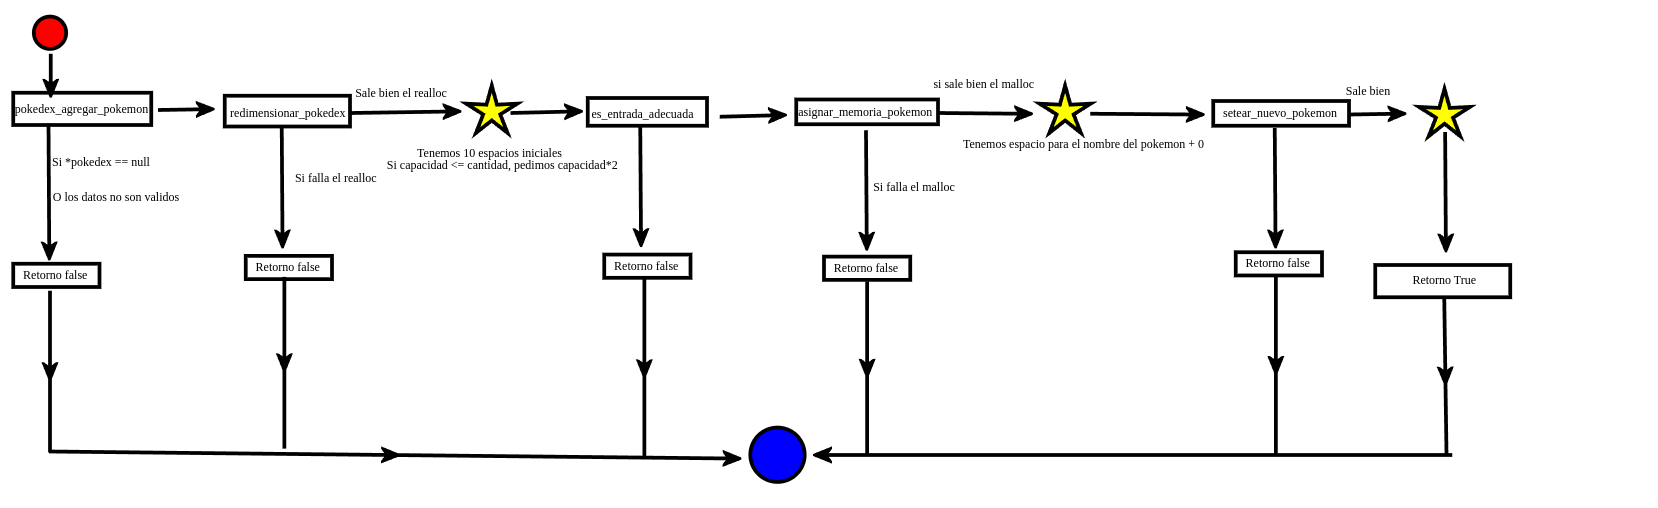 si sale bien el malloc
Sale bien el realloc
Sale bien
pokedex_agregar_pokemon
redimensionar_pokedex
es_entrada_adecuada
asignar_memoria_pokemon
setear_nuevo_pokemon
Tenemos 10 espacios iniciales
Si capacidad <= cantidad, pedimos capacidad*2
Tenemos espacio para el nombre del pokemon + 0
Si *pokedex == null
O los datos no son validos
Si falla el realloc
Si falla el malloc
Retorno false
Retorno false
Retorno false
Retorno false
Retorno false
Retorno True